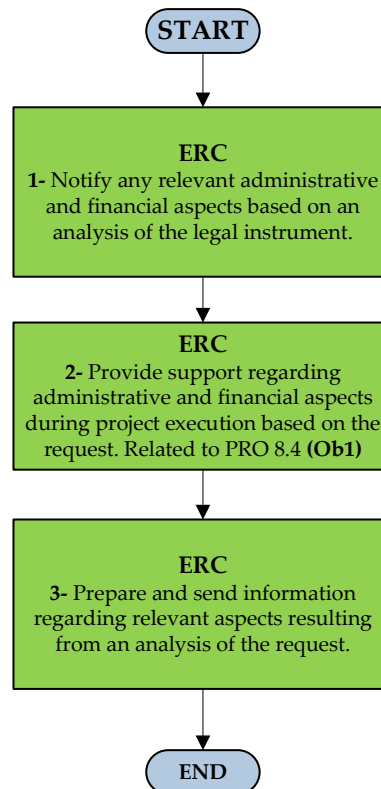 START
ERC
1- Notify any relevant administrative
and financial aspects based on an
analysis of the legal instrument.
ERC
2- Provide support regarding
administrative and financial aspects
during project execution based on the
request. Related to PRO 8.4 (Ob1)
ERC
3- Prepare and send information
regarding relevant aspects resulting
from an analysis of the request.
END